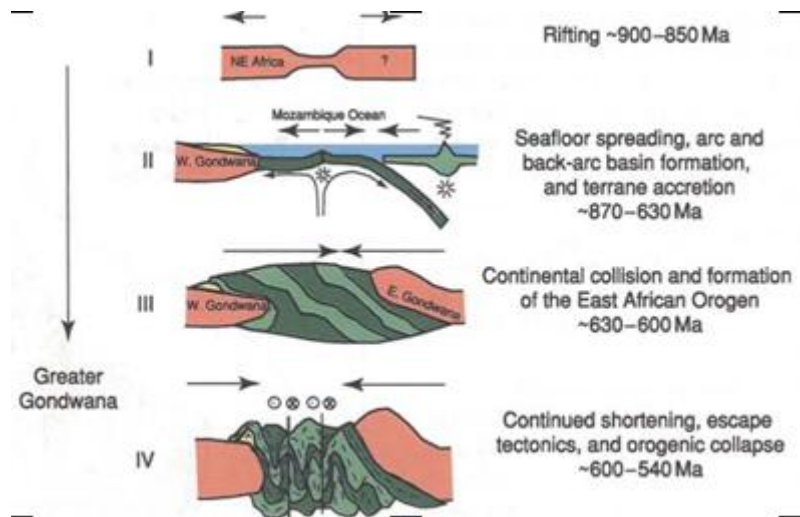 Rifting ~900–850 Ma
I
NE Africa
?
Mozambique Ocean
II
W. Gondwana
Seafloor spreading, arc and
back-arc basin formation,
and terrane accretion
~870–630 Ma
III
W. Gondwana
E. Gondwana
Continental collision and formation
of the East African Orogen
~630–600 Ma
Greater
Gondwana
IV
Continued shortening, escape
tectonics, and orogenic collapse
~600–540 Ma